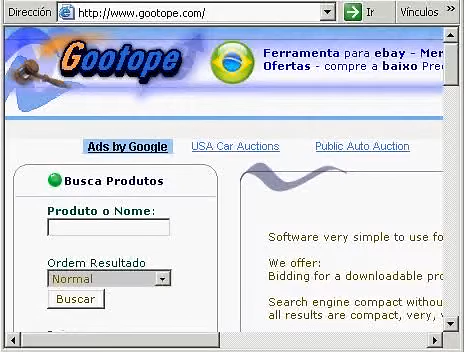 Dirección http://www.gootope.com/ Ir Vínculos »
Gootope
Ferramenta para ebay - Mer
Ofertas - compre a baixo Pre
Ads by Google USA Car Auctions Public Auto Auction
Busca Produtos
Produto o Nome:
Ordem Resultado
Normal
Buscar
Software very simple to use fo
We offer:
Bidding for a downloadable pro
Search engine compact withou
all results are compact, very, v